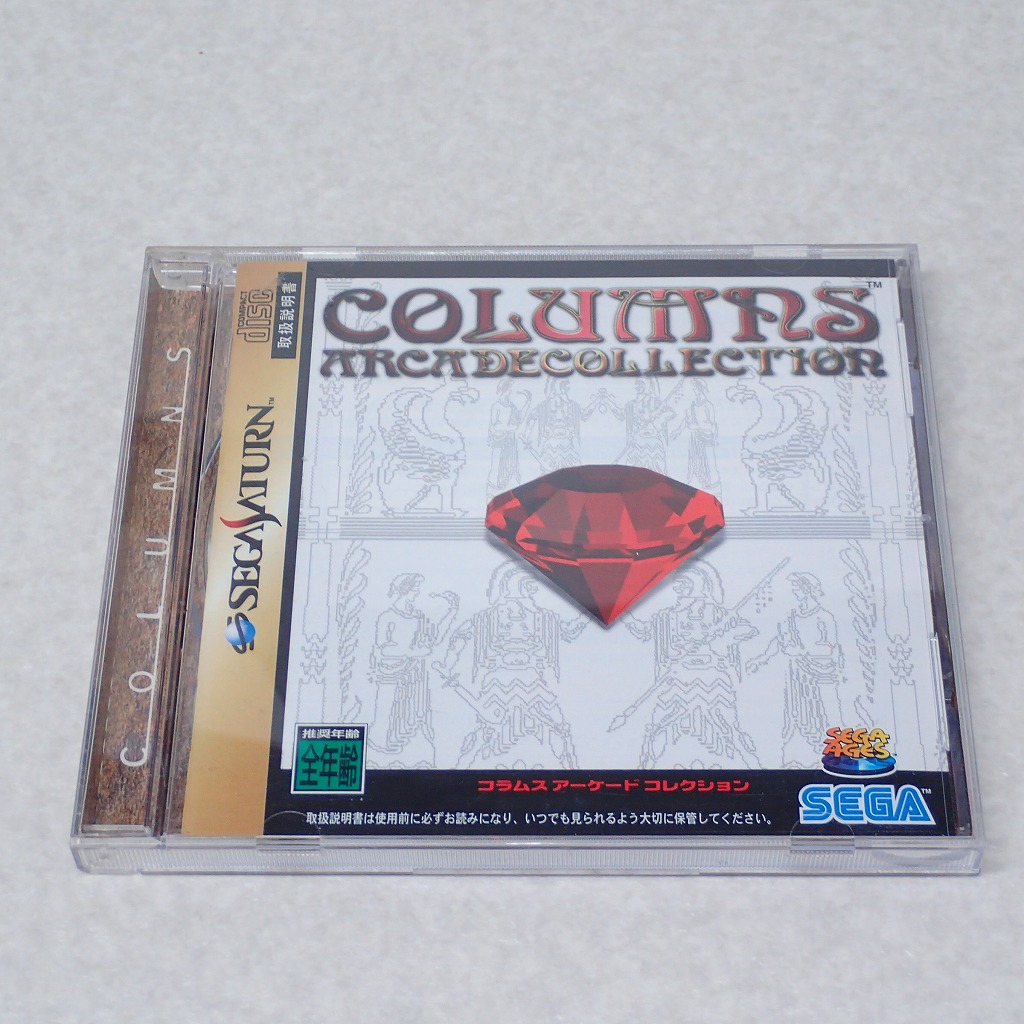 COLUMNS
COMPACT
disc
取扱説明書
SEGA SATURN™
COLUMNS™
ARCADECOLLECTION
推奨年齢
全年齢
コラムス アーケード コレクション
SEGA
AGES
SEGA™
取扱説明書は使用前に必ずお読みになり、いつでも見られるよう大切に保管してください。